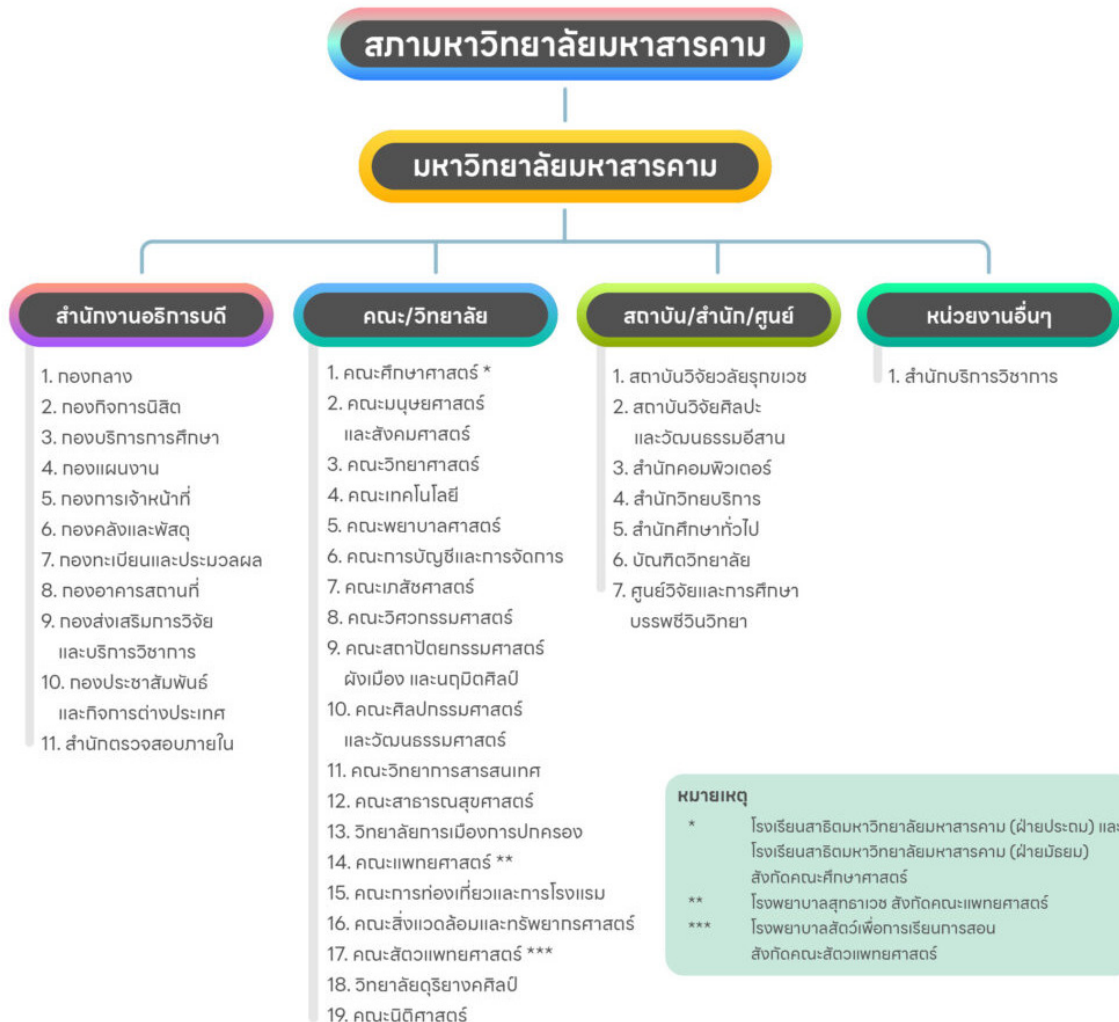 สภามหาวิทยาลัยมหาสารคาม
มหาวิทยาลัยมหาสารคาม
สำนักงานอธิการบดี
1. กองกลาง
2. กองกิจการนิสิต
3. กองบริการการศึกษา
4. กองแผนงาน
5. กองการเจ้าหน้าที่
6. กองคลังและพัสดุ
7. กองทะเบียนและประมวลผล
8. กองอาคารสถานที่
9. กองส่งเสริมการวิจัย
และบริการวิชาการ
10. กองประชาสัมพันธ์
และกิจการต่างประเทศ
11. สำนักตรวจสอบภายใน
คณะ/วิทยาลัย
1. คณะศึกษาศาสตร์ *
2. คณะมนุษยศาสตร์
และสังคมศาสตร์
3. คณะวิทยาศาสตร์
4. คณะเทคโนโลยี
5. คณะพยาบาลศาสตร์
6. คณะการบัญชีและการจัดการ
7. คณะเภสัชศาสตร์
8. คณะวิศวกรรมศาสตร์
9. คณะสถาปัตยกรรมศาสตร์
ผังเมือง และนฤมิตศิลป์
10. คณะศิลปกรรมศาสตร์
และวัฒนธรรมศาสตร์
11. คณะวิทยาการสารสนเทศ
12. คณะสาธารณสุขศาสตร์
13. วิทยาลัยการเมืองการปกครอง
14. คณะแพทยศาสตร์ **
15. คณะการท่องเที่ยวและการโรงแรม
16. คณะสิ่งแวดล้อมและทรัพยากรศาสตร์
17. คณะสัตวแพทยศาสตร์ ***
18. วิทยาลัยดุริยางคศิลป์
19. คณะนิติศาสตร์
สถาบัน/สำนัก/ศูนย์
1. สถาบันวิจัยวลัยรุกขเวช
2. สถาบันวิจัยศิลปะ
และวัฒนธรรมอีสาน
3. สำนักคอมพิวเตอร์
4. สำนักวิทยบริการ
5. สำนักศึกษาทั่วไป
6. บัณฑิตวิทยาลัย
7. ศูนย์วิจัยและการศึกษา
บรรพชีวินวิทยา
หน่วยงานอื่นๆ
1. สำนักบริการวิชาการ
หมายเหตุ
* โรงเรียนสาธิตมหาวิทยาลัยมหาสารคาม (ฝ่ายประถม) และ
โรงเรียนสาธิตมหาวิทยาลัยมหาสารคาม (ฝ่ายมัธยม)
สังกัดคณะศึกษาศาสตร์
** โรงพยาบาลสุทธาเวช สังกัดคณะแพทยศาสตร์
*** โรงพยาบาลสัตว์เพื่อการเรียนการสอน
สังกัดคณะสัตวแพทยศาสตร์